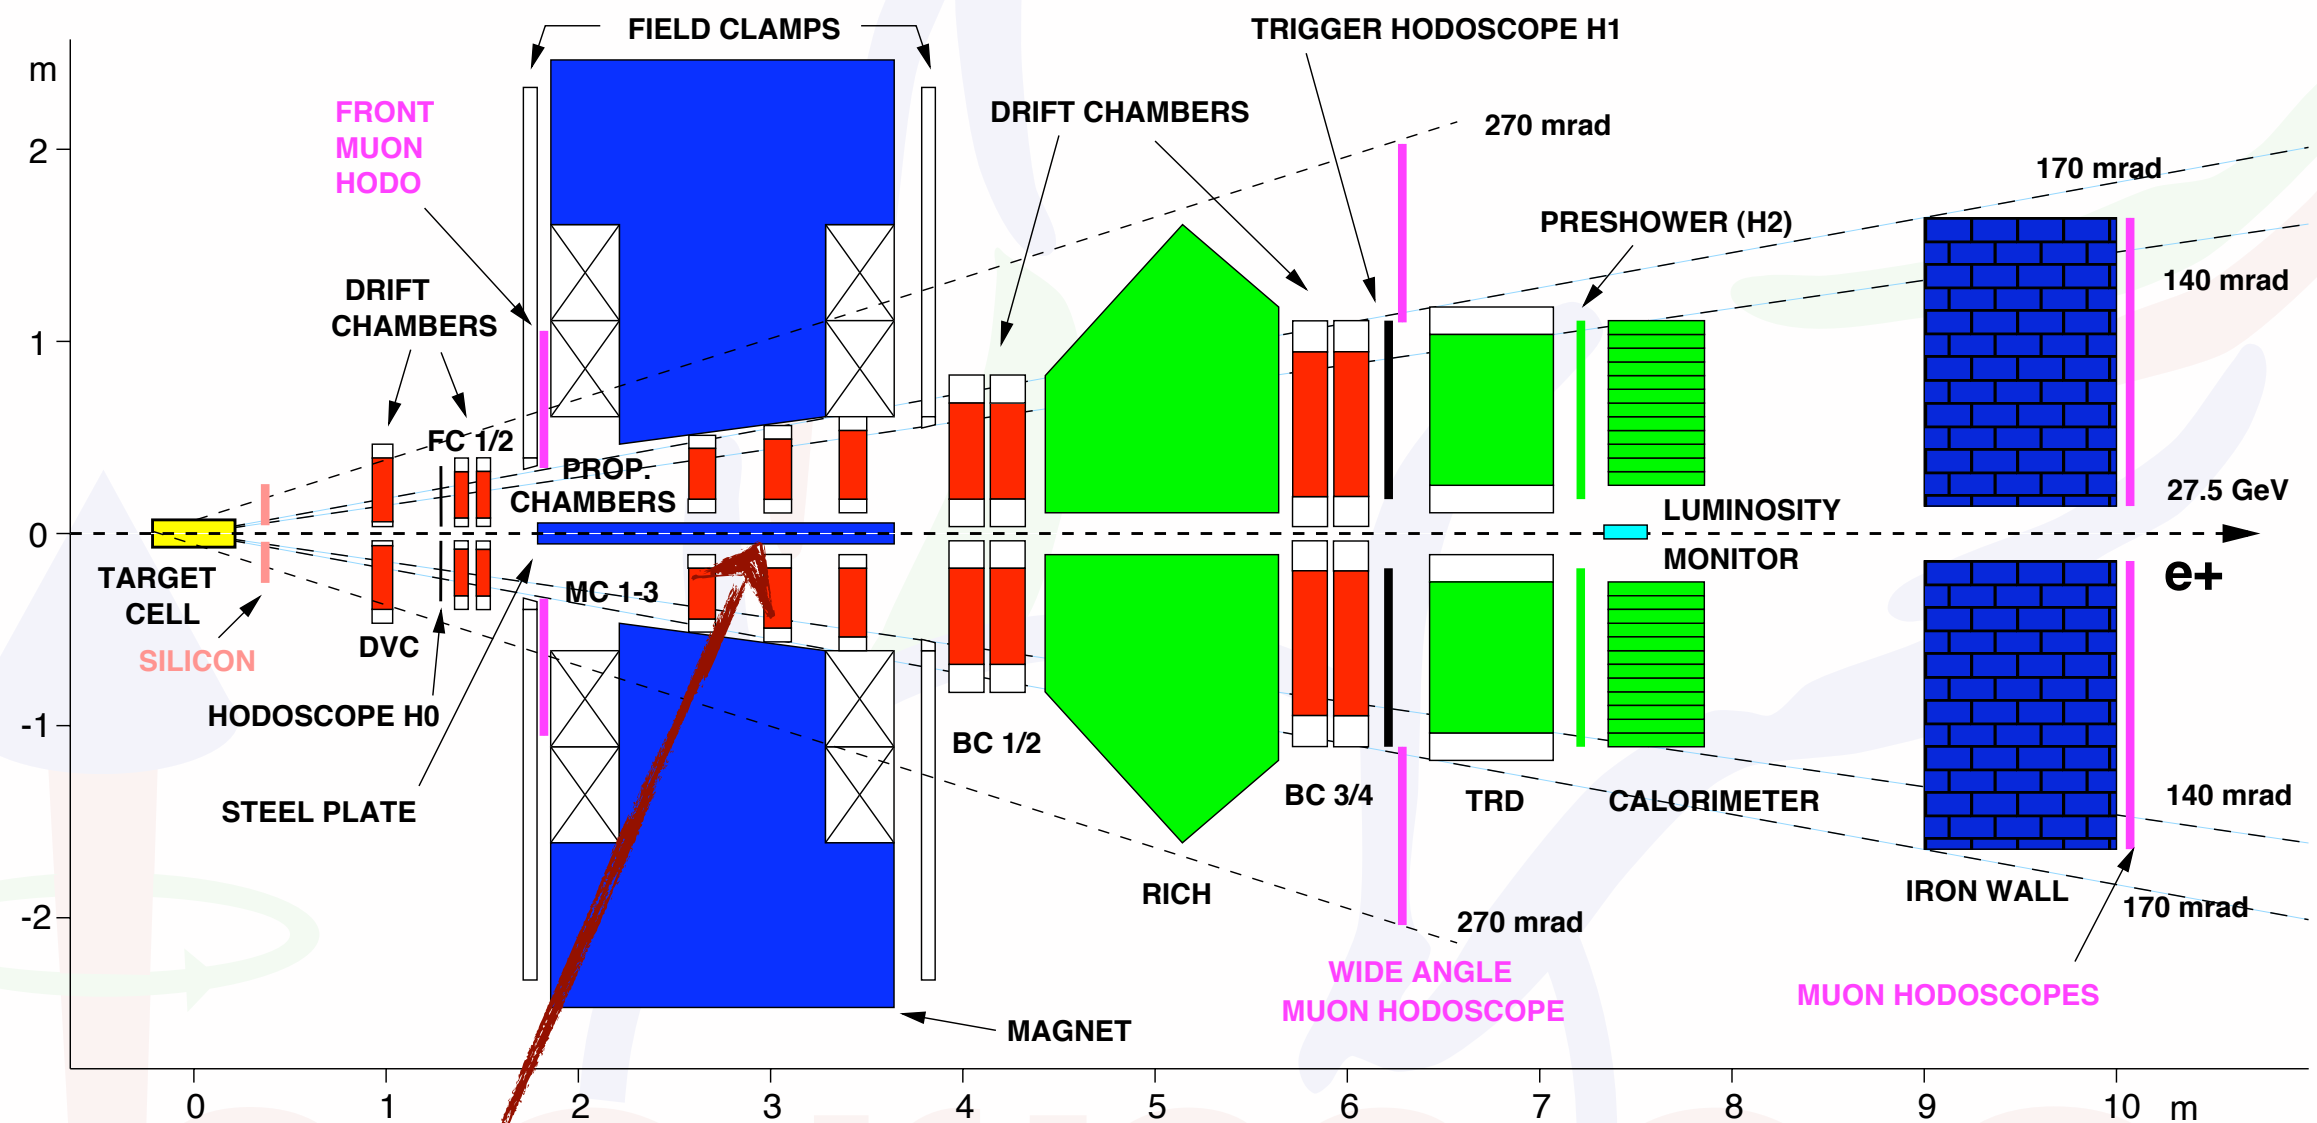 FIELD CLAMPS
TRIGGER HODOSCOPE H1
m
FRONT
MUON
HODO
DRIFT CHAMBERS
270 mrad
2
170 mrad
PRESHOWER (H2)
140 mrad
DRIFT
CHAMBERS
1
FC 1/2
PROP.
CHAMBERS
27.5 GeV
LUMINOSITY
0
MONITOR
TARGET
CELL
MC 1-3
e+
DVC
SILICON
HODOSCOPE H0
-1
BC 1/2
STEEL PLATE
BC 3/4
TRD
CALORIMETER
140 mrad
RICH
IRON WALL
170 mrad
-2
270 mrad
WIDE ANGLE
MUON HODOSCOPE
MUON HODOSCOPES
MAGNET
0 1 2 3 4 5 6 7 8 9 10 m